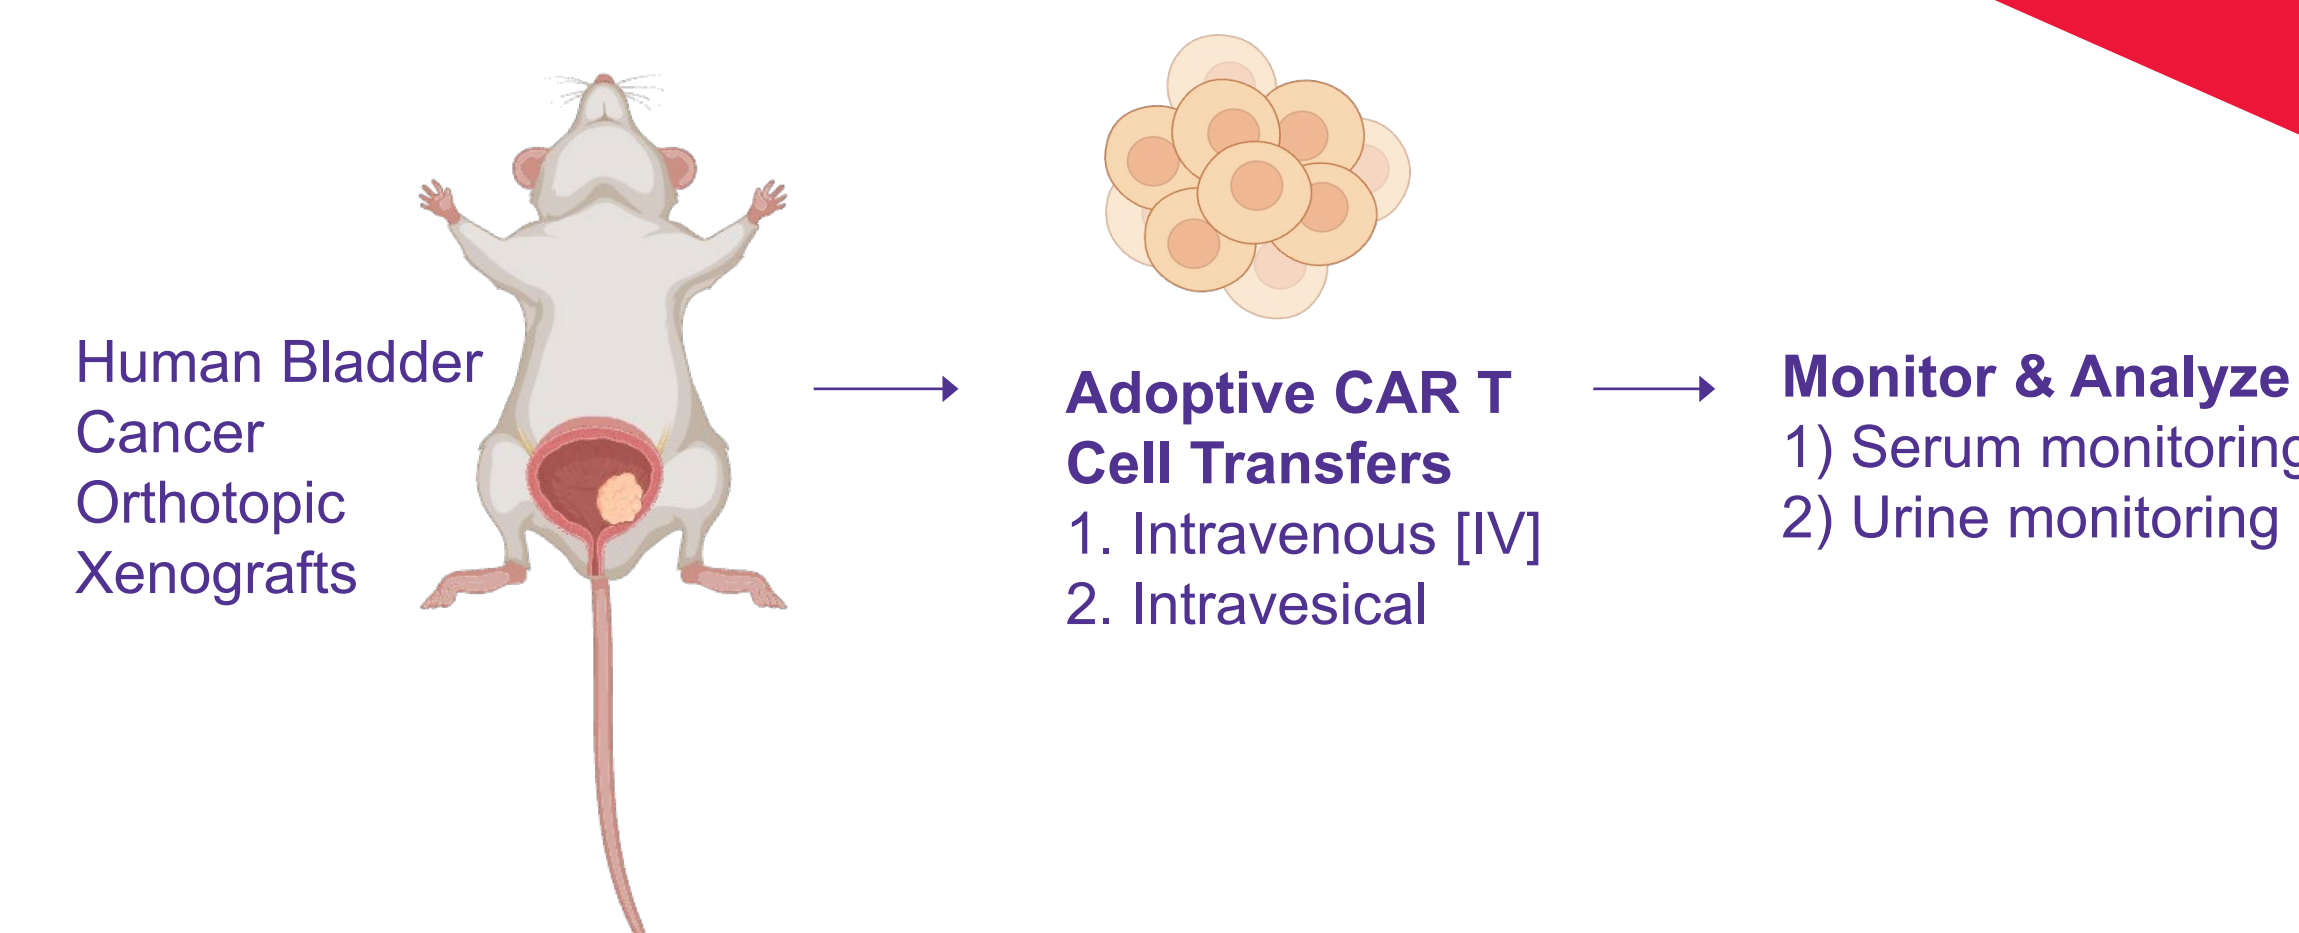 Human Bladder
Cancer
Orthotopic
Xenografts
Adoptive CAR T
Cell Transfers
1. Intravenous [IV]
2. Intravesical
Monitor & Analyze
1) Serum monitoring
2) Urine monitoring